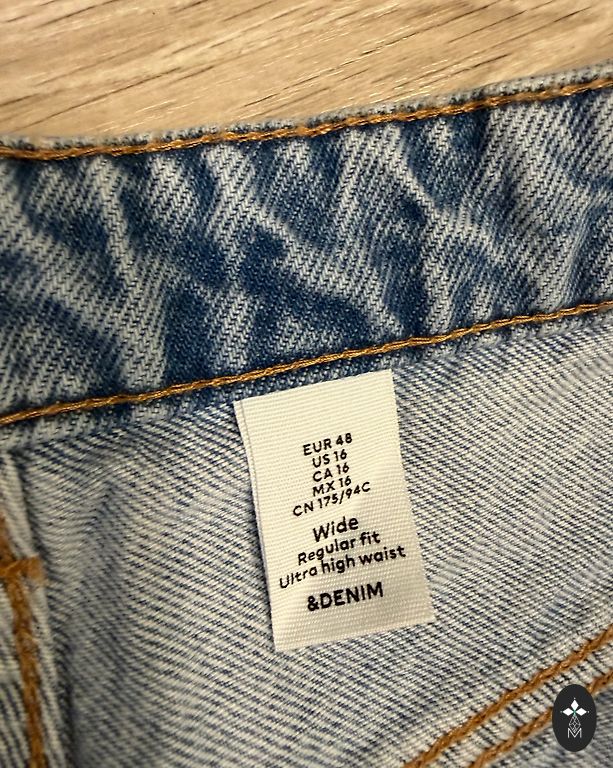 EUR 48
US 16
CA 16
MX 16
CN 175/94C
Wide
Regular fit
Ultra high waist
&DENIM